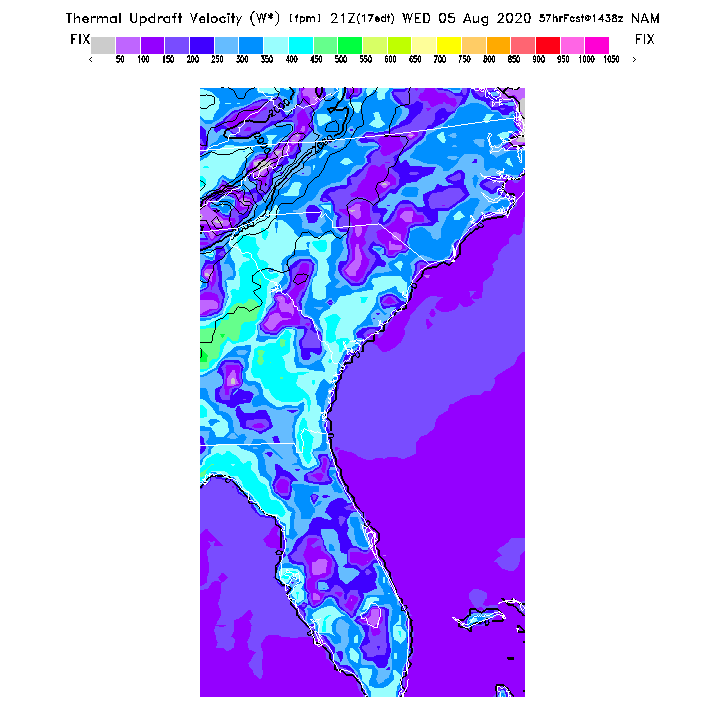 Thermal Updraft Velocity (W*) [fpm] 21Z(17edt) WED 05 Aug 2020 57hrFcst@1438z NAM
FIX FIX
< 50 100 150 200 250 300 350 400 450 500 550 600 650 700 750 800 850 900 950 1000 1050 >